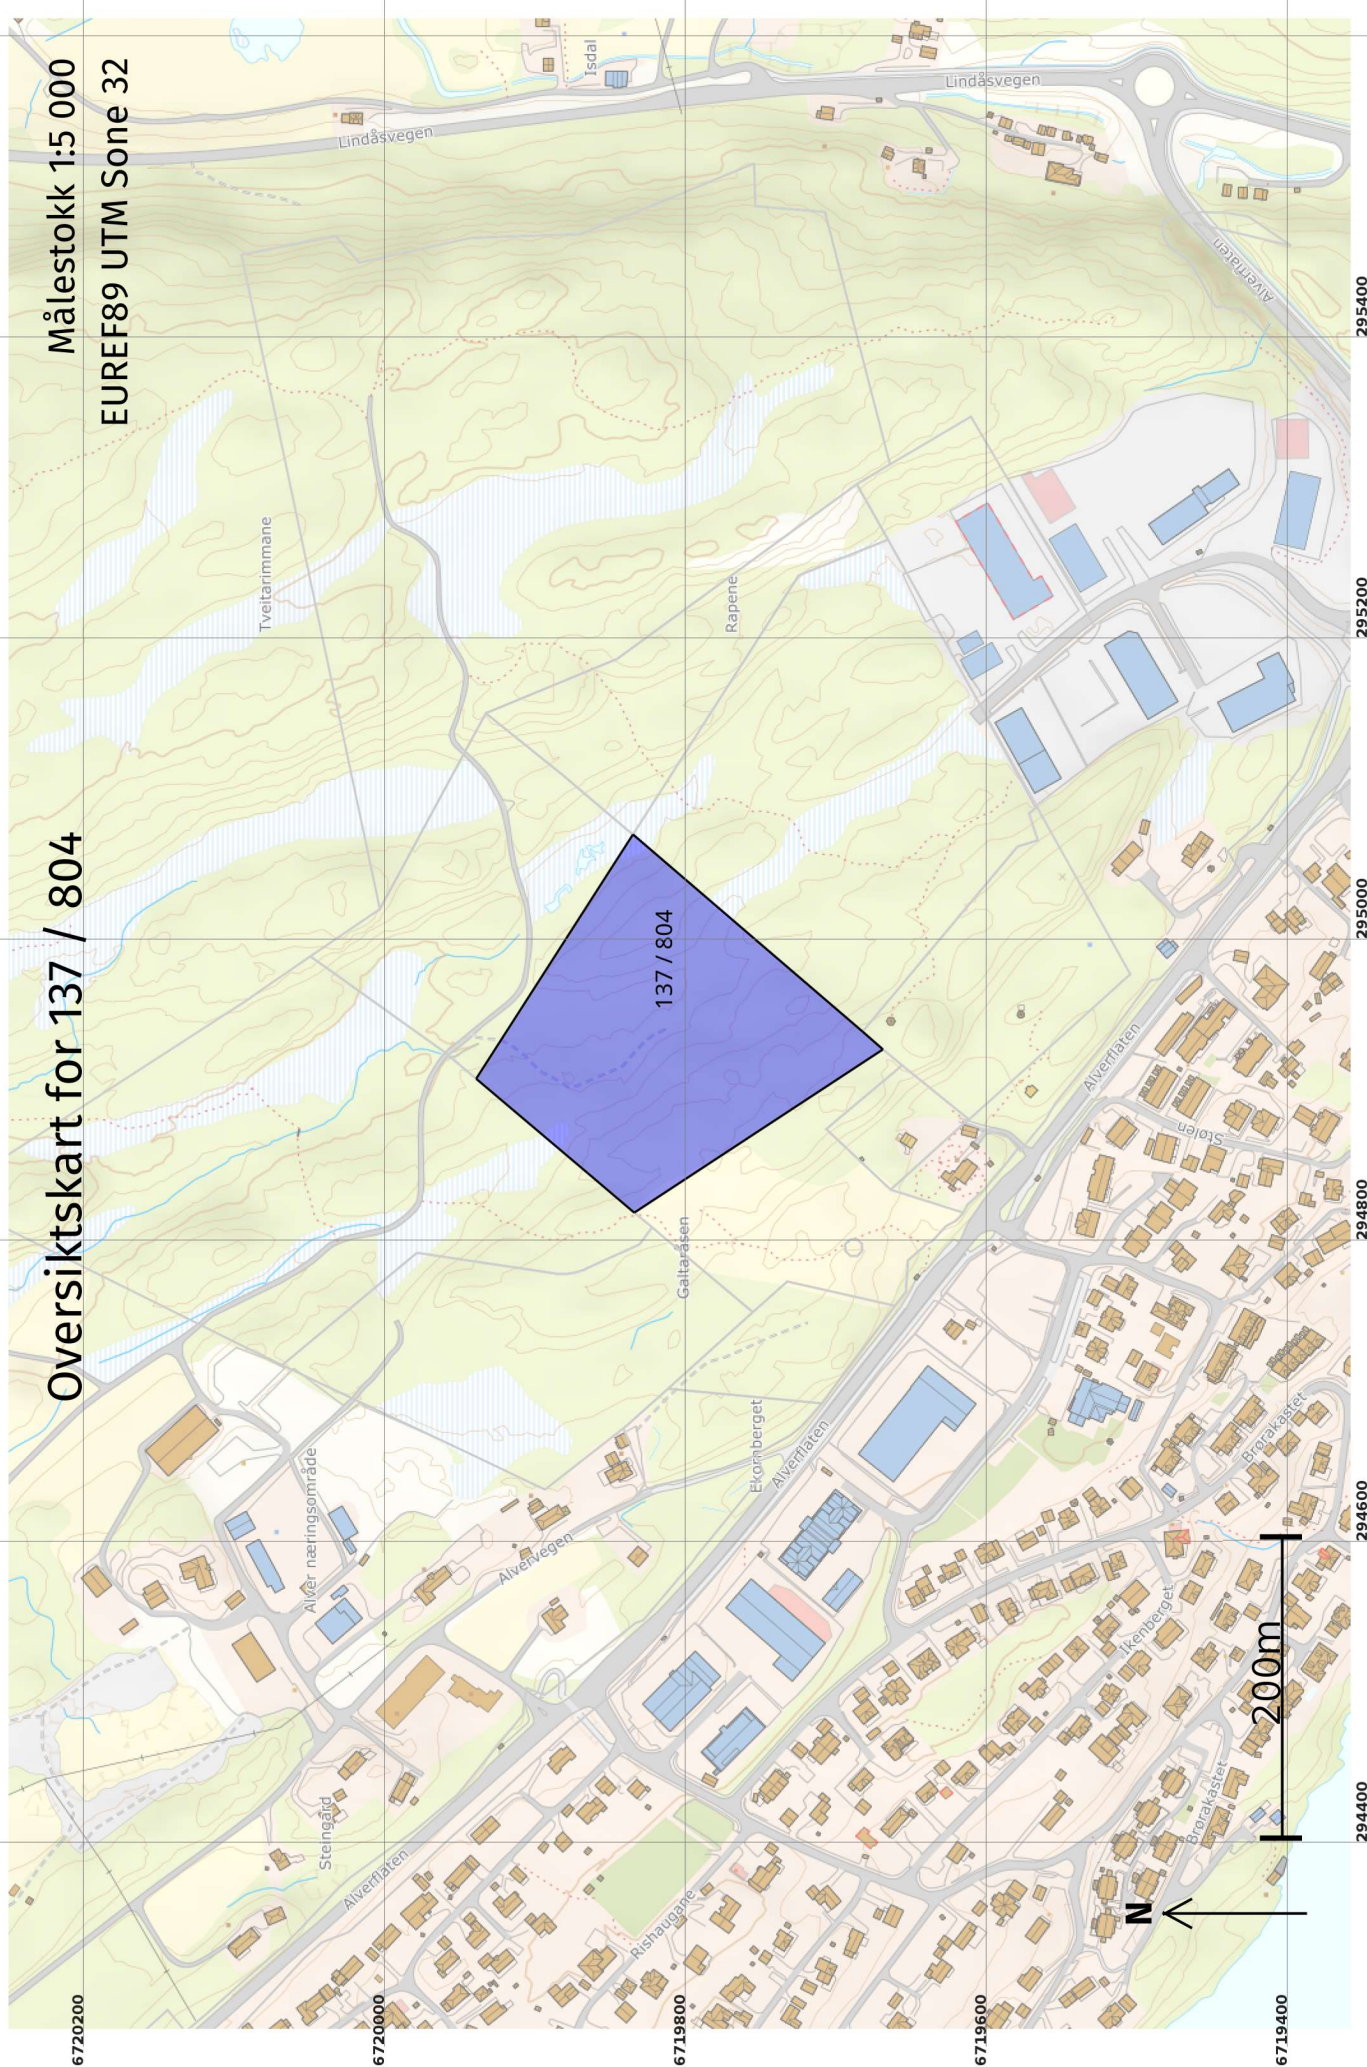 Oversiktskart for 137 / 804
Målestokk 1:5 000
EUREF89 UTM Sone 32
Isdal
Lindåsvegen
Lindåsvegen
Alverflaten
Tveitarimmane
Rapene
137 / 804
Galtaråsen
Alverflaten
Stølen
Ekornberget
Alverflaten
Alver næringsområde
Alvervegen
Brørakastet
Ikenberget
Steingard
Alverflaten
Rishaugane
Brørakastet
200m
N
6720200
6720000
6719800
6719600
6719400
294400
294600
294800
295000
295200
295400